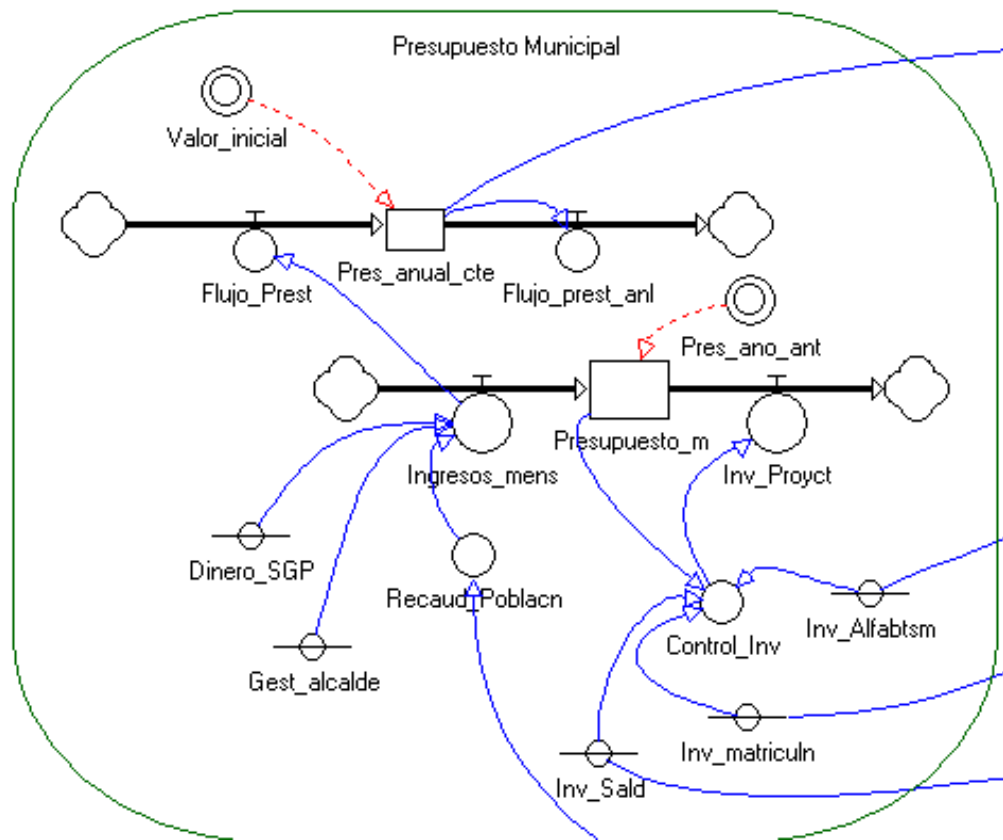 Presupuesto Municipal
Valor_inicial
Pres_anual_cte
Flujo_Prest
Flujo_prest_anl
Pres_ano_ant
Presupuesto_m
Ingresos_mens
Inv_Proyct
Dinero_SGP
Recaud_Poblacn
Control_Inv
Inv_Alfabtsm
Gest_alcalde
Inv_matriculn
Inv_Sald